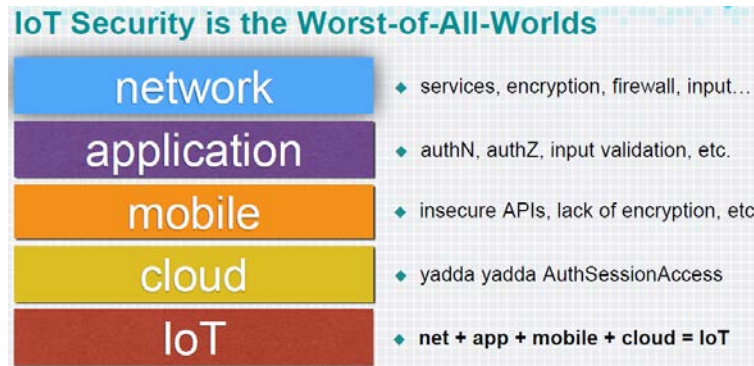 IoT Security is the Worst-of-All-Worlds
network
services, encryption, firewall, input...
application
authN, authZ, input validation, etc.
mobile
insecure APIs, lack of encryption, etc
cloud
yadda yadda AuthSessionAccess
IoT
net + app + mobile + cloud = IoT